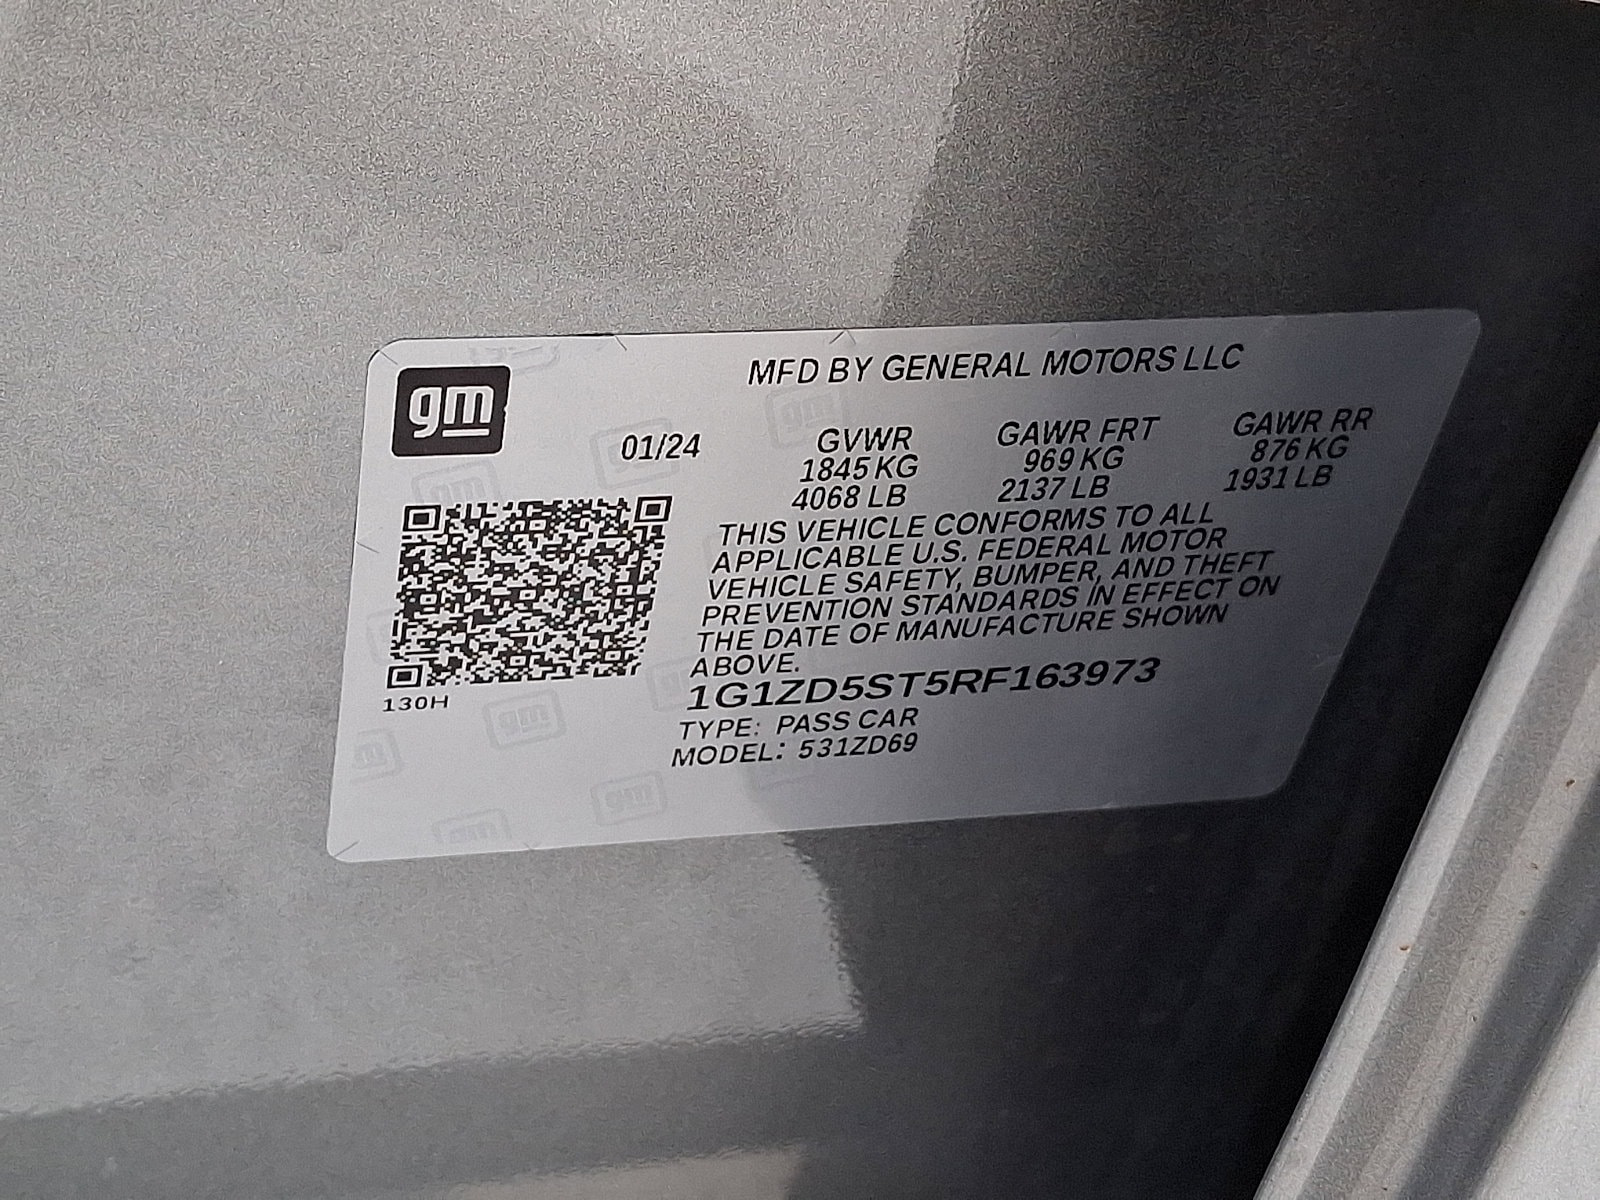 gm
MFD BY GENERAL MOTORS LLC
01/24 GVWR GAWR FRT GAWR RR
1845 KG 969 KG 876 KG
4068 LB 2137 LB 1931 LB
THIS VEHICLE CONFORMS TO ALL
APPLICABLE U.S. FEDERAL MOTOR
VEHICLE SAFETY, BUMPER, AND THEFT
PREVENTION STANDARDS IN EFFECT ON
THE DATE OF MANUFACTURE SHOWN
ABOVE.
1G1ZD5ST5RF163973
TYPE: PASS CAR
MODEL: 531ZD69
130H